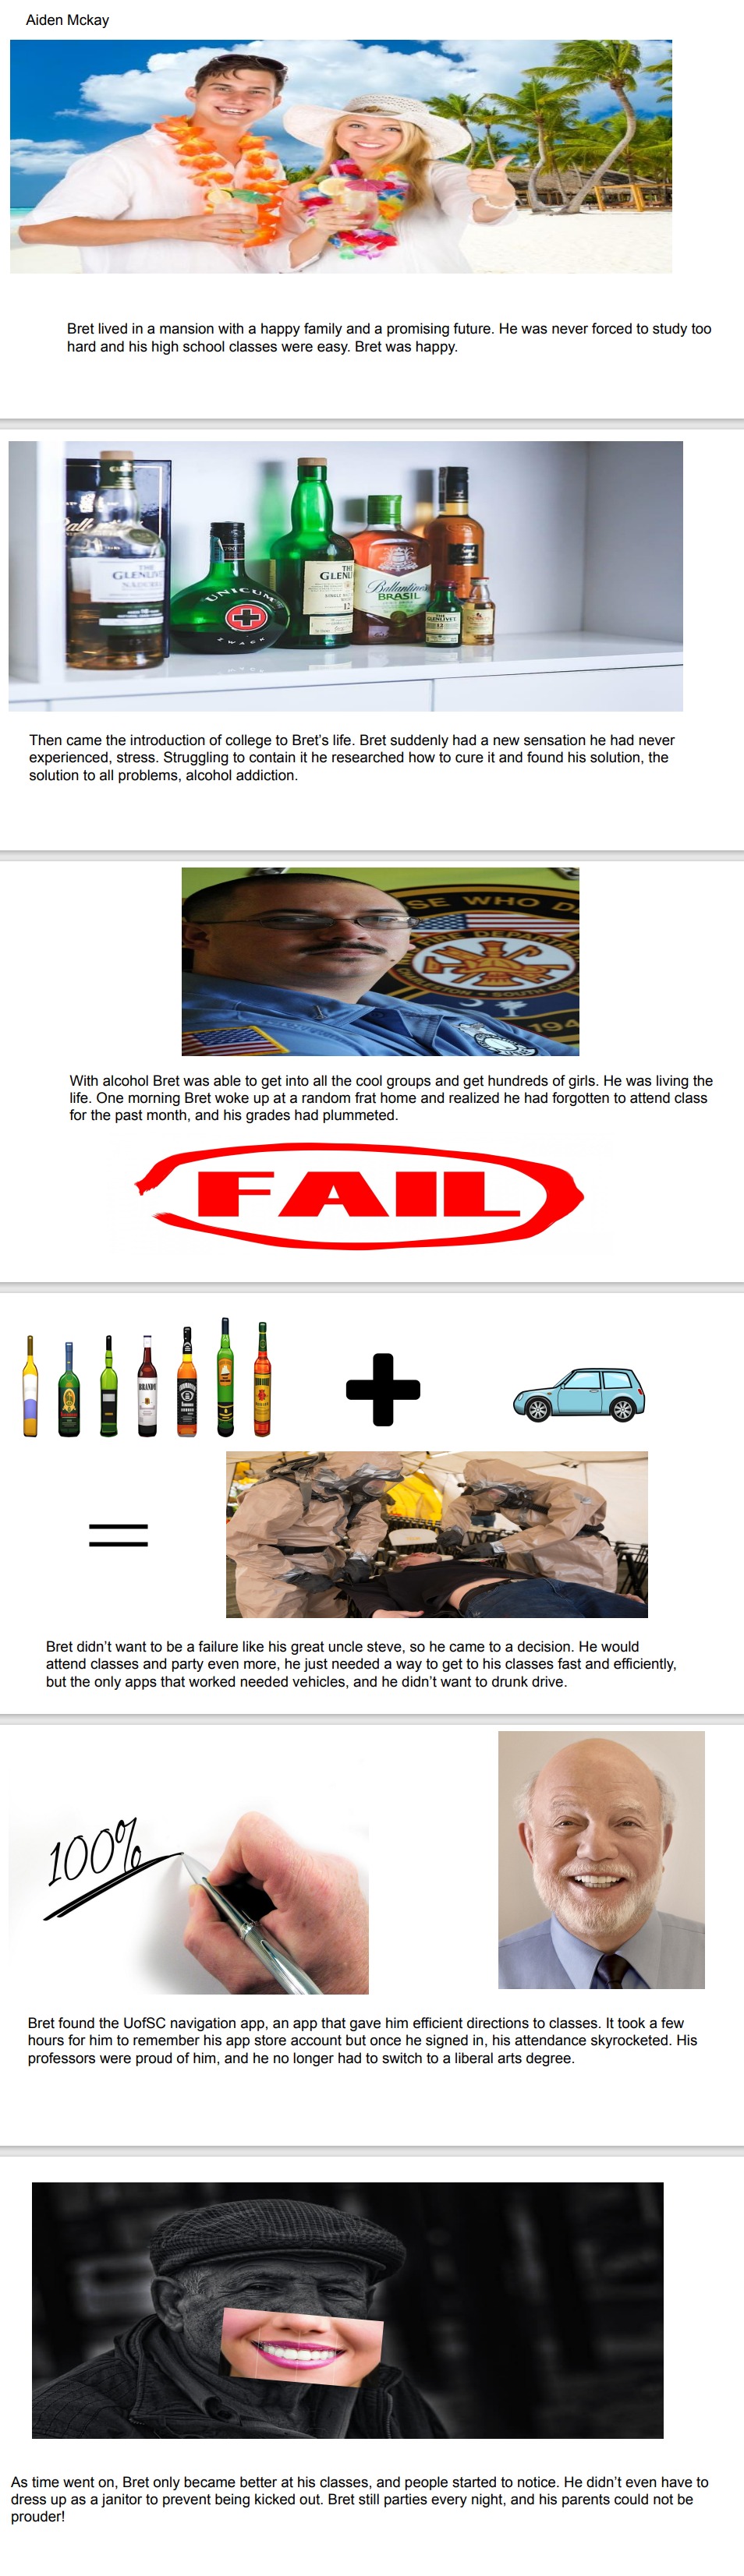 Aiden Mckay
Bret lived in a mansion with a happy family and a promising future. He was never forced to study too
hard and his high school classes were easy. Bret was happy.
THE
GLENLIVET
UNICUM
ZWACK
THE
GLENLI
12
Ballantine's
BRASIL
THE
GLENLIVET
12
Then came the introduction of college to Bret’s life. Bret suddenly had a new sensation he had never
experienced, stress. Struggling to contain it he researched how to cure it and found his solution, the
solution to all problems, alcohol addiction.
SE WHO D
FIRE DEPARTM
SOUTH C
194
With alcohol Bret was able to get into all the cool groups and get hundreds of girls. He was living the
life. One morning Bret woke up at a random frat home and realized he had forgotten to attend class
for the past month, and his grades had plummeted.
FAIL
BRANDY
Bret didn’t want to be a failure like his great uncle steve, so he came to a decision. He would
attend classes and party even more, he just needed a way to get to his classes fast and efficiently,
but the only apps that worked needed vehicles, and he didn’t want to drunk drive.
100%
Bret found the UofSC navigation app, an app that gave him efficient directions to classes. It took a few
hours for him to remember his app store account but once he signed in, his attendance skyrocketed. His
professors were proud of him, and he no longer had to switch to a liberal arts degree.
As time went on, Bret only became better at his classes, and people started to notice. He didn’t even have to
dress up as a janitor to prevent being kicked out. Bret still parties every night, and his parents could not be
prouder!